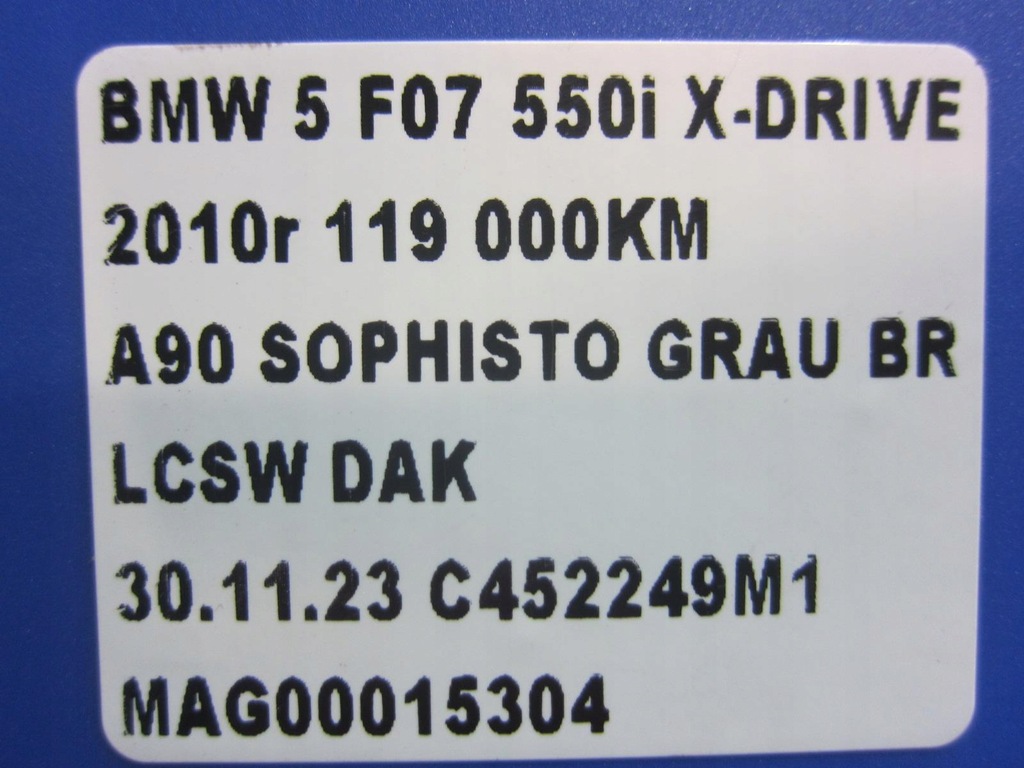 BMW 5 F07 550i X-DRIVE
2010r 119 000KM
A90 SOPHISTO GRAU BR
LCSW DAK
30.11.23 C452249M1
MAG00015304